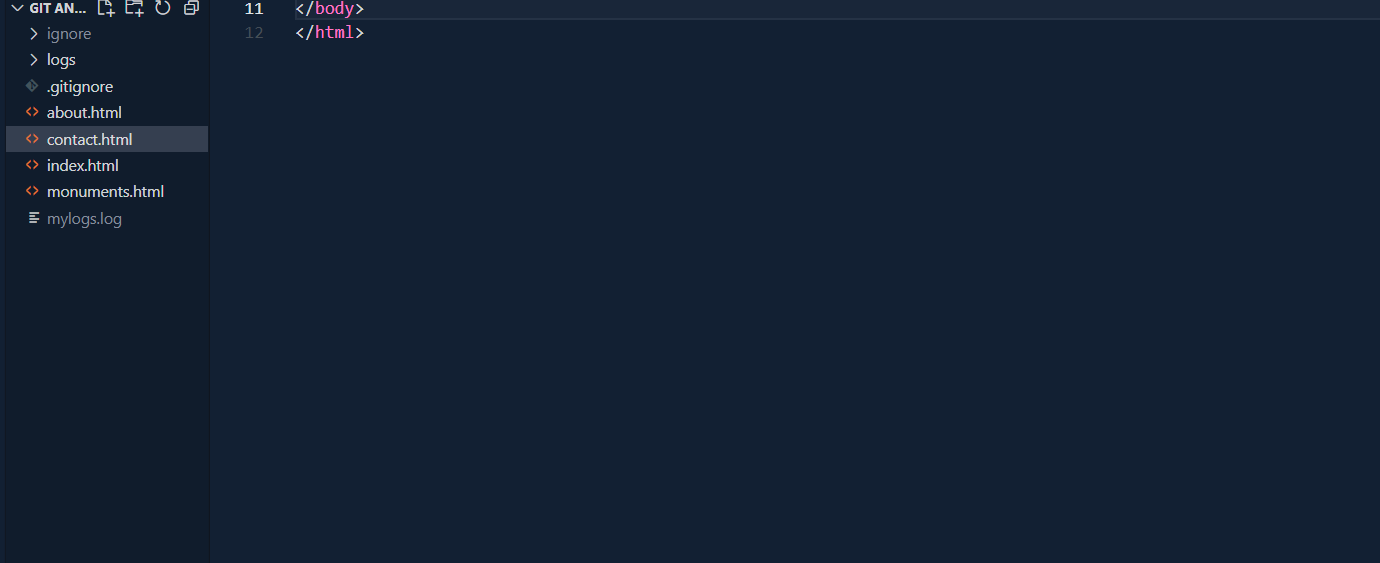 GIT AN...
ignore
logs
.gitignore
about.html
contact.html
index.html
monuments.html
mylogs.log
11 </body>
12 </html>